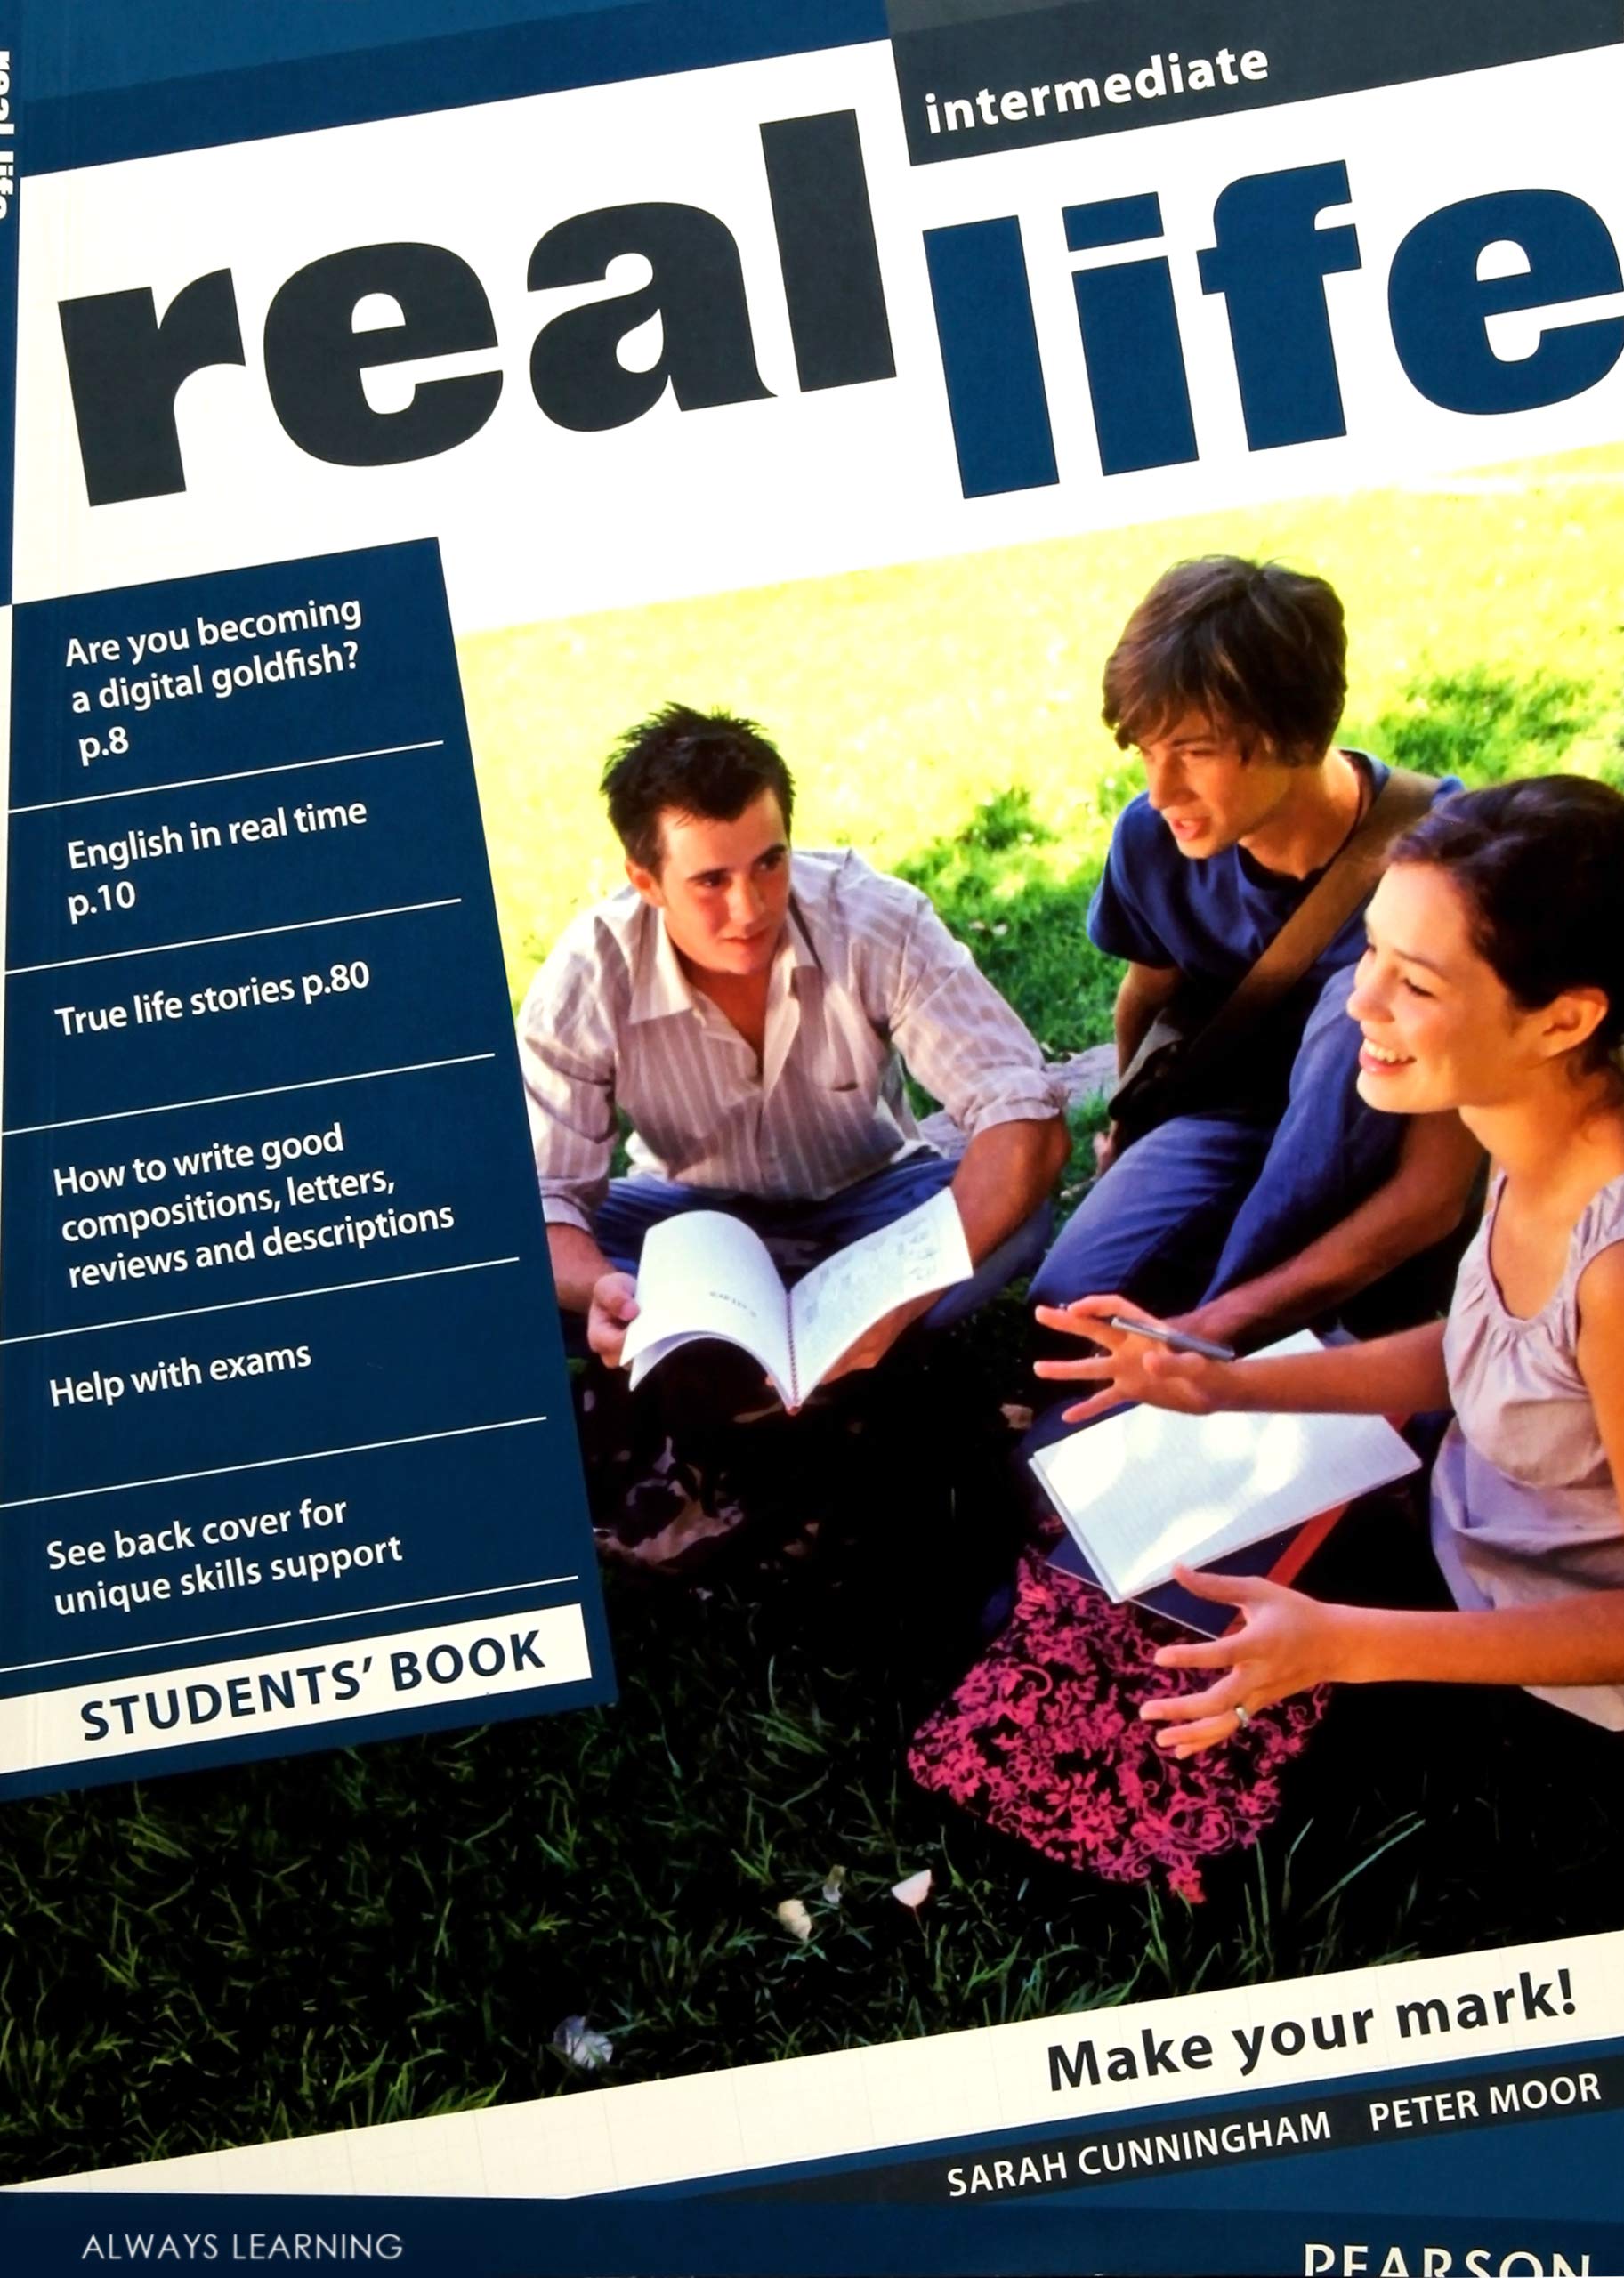 real life
intermediate
real life
Are you becoming
a digital goldfish?
p.8
English in real time
p.10
True life stories p.80
How to write good
compositions, letters,
reviews and descriptions
Help with exams
See back cover for
unique skills support
STUDENTS' BOOK
Make your mark!
SARAH CUNNINGHAM PETER MOOR
ALWAYS LEARNING
PEARSON